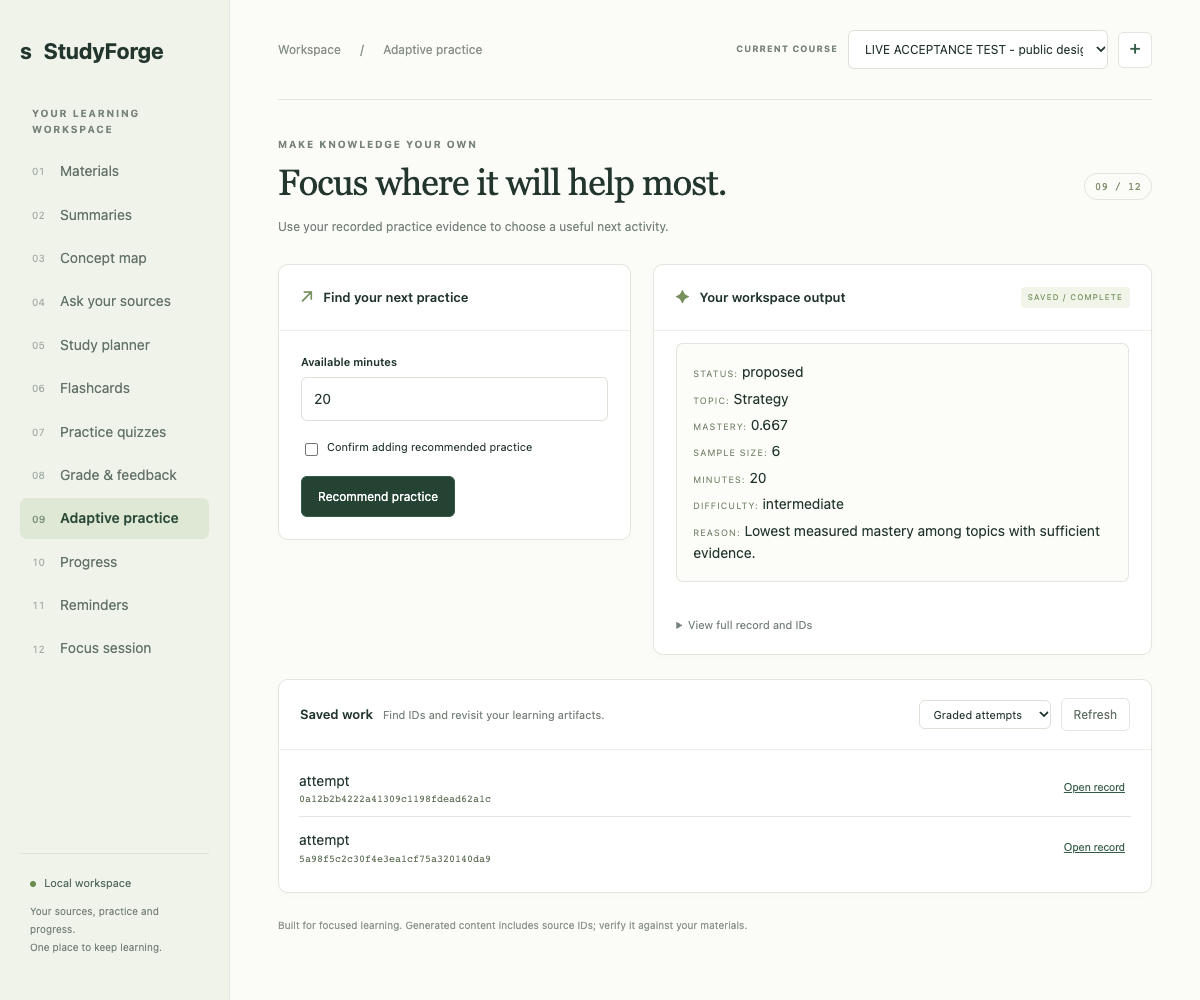 s StudyForge
YOUR LEARNING
WORKSPACE
01 Materials
02 Summaries
03 Concept map
04 Ask your sources
05 Study planner
06 Flashcards
07 Practice quizzes
08 Grade & feedback
09 Adaptive practice
10 Progress
11 Reminders
12 Focus session
Local workspace
Your sources, practice and
progress.
One place to keep learning.
Workspace / Adaptive practice
CURRENT COURSE
LIVE ACCEPTANCE TEST - public desig
+
MAKE KNOWLEDGE YOUR OWN
Focus where it will help most.
09 / 12
Use your recorded practice evidence to choose a useful next activity.
Find your next practice
Available minutes
20
Confirm adding recommended practice
Recommend practice
Your workspace output
SAVED / COMPLETE
STATUS: proposed
TOPIC: Strategy
MASTERY: 0.667
SAMPLE SIZE: 6
MINUTES: 20
DIFFICULTY: intermediate
REASON: Lowest measured mastery among topics with sufficient
evidence.
View full record and IDs
Saved work Find IDs and revisit your learning artifacts.
Graded attempts
Refresh
attempt
0a12b2b4222a41309c1198fdead62a1c
Open record
attempt
5a98f5c2c30f4e3ea1cf75a320140da9
Open record
Built for focused learning. Generated content includes source IDs; verify it against your materials.